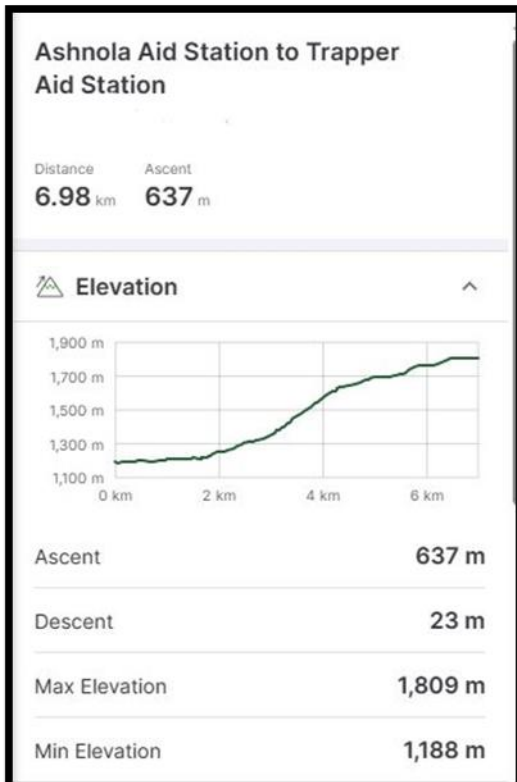 Ashnola Aid Station to Trapper
Aid Station
Distance Ascent
6.98 km 637 m
Elevation
1,900 m
1,700 m
1,500 m
1,300 m
1,100 m
0 km 2 km 4 km 6 km
Ascent 637 m
Descent 23 m
Max Elevation 1,809 m
Min Elevation 1,188 m